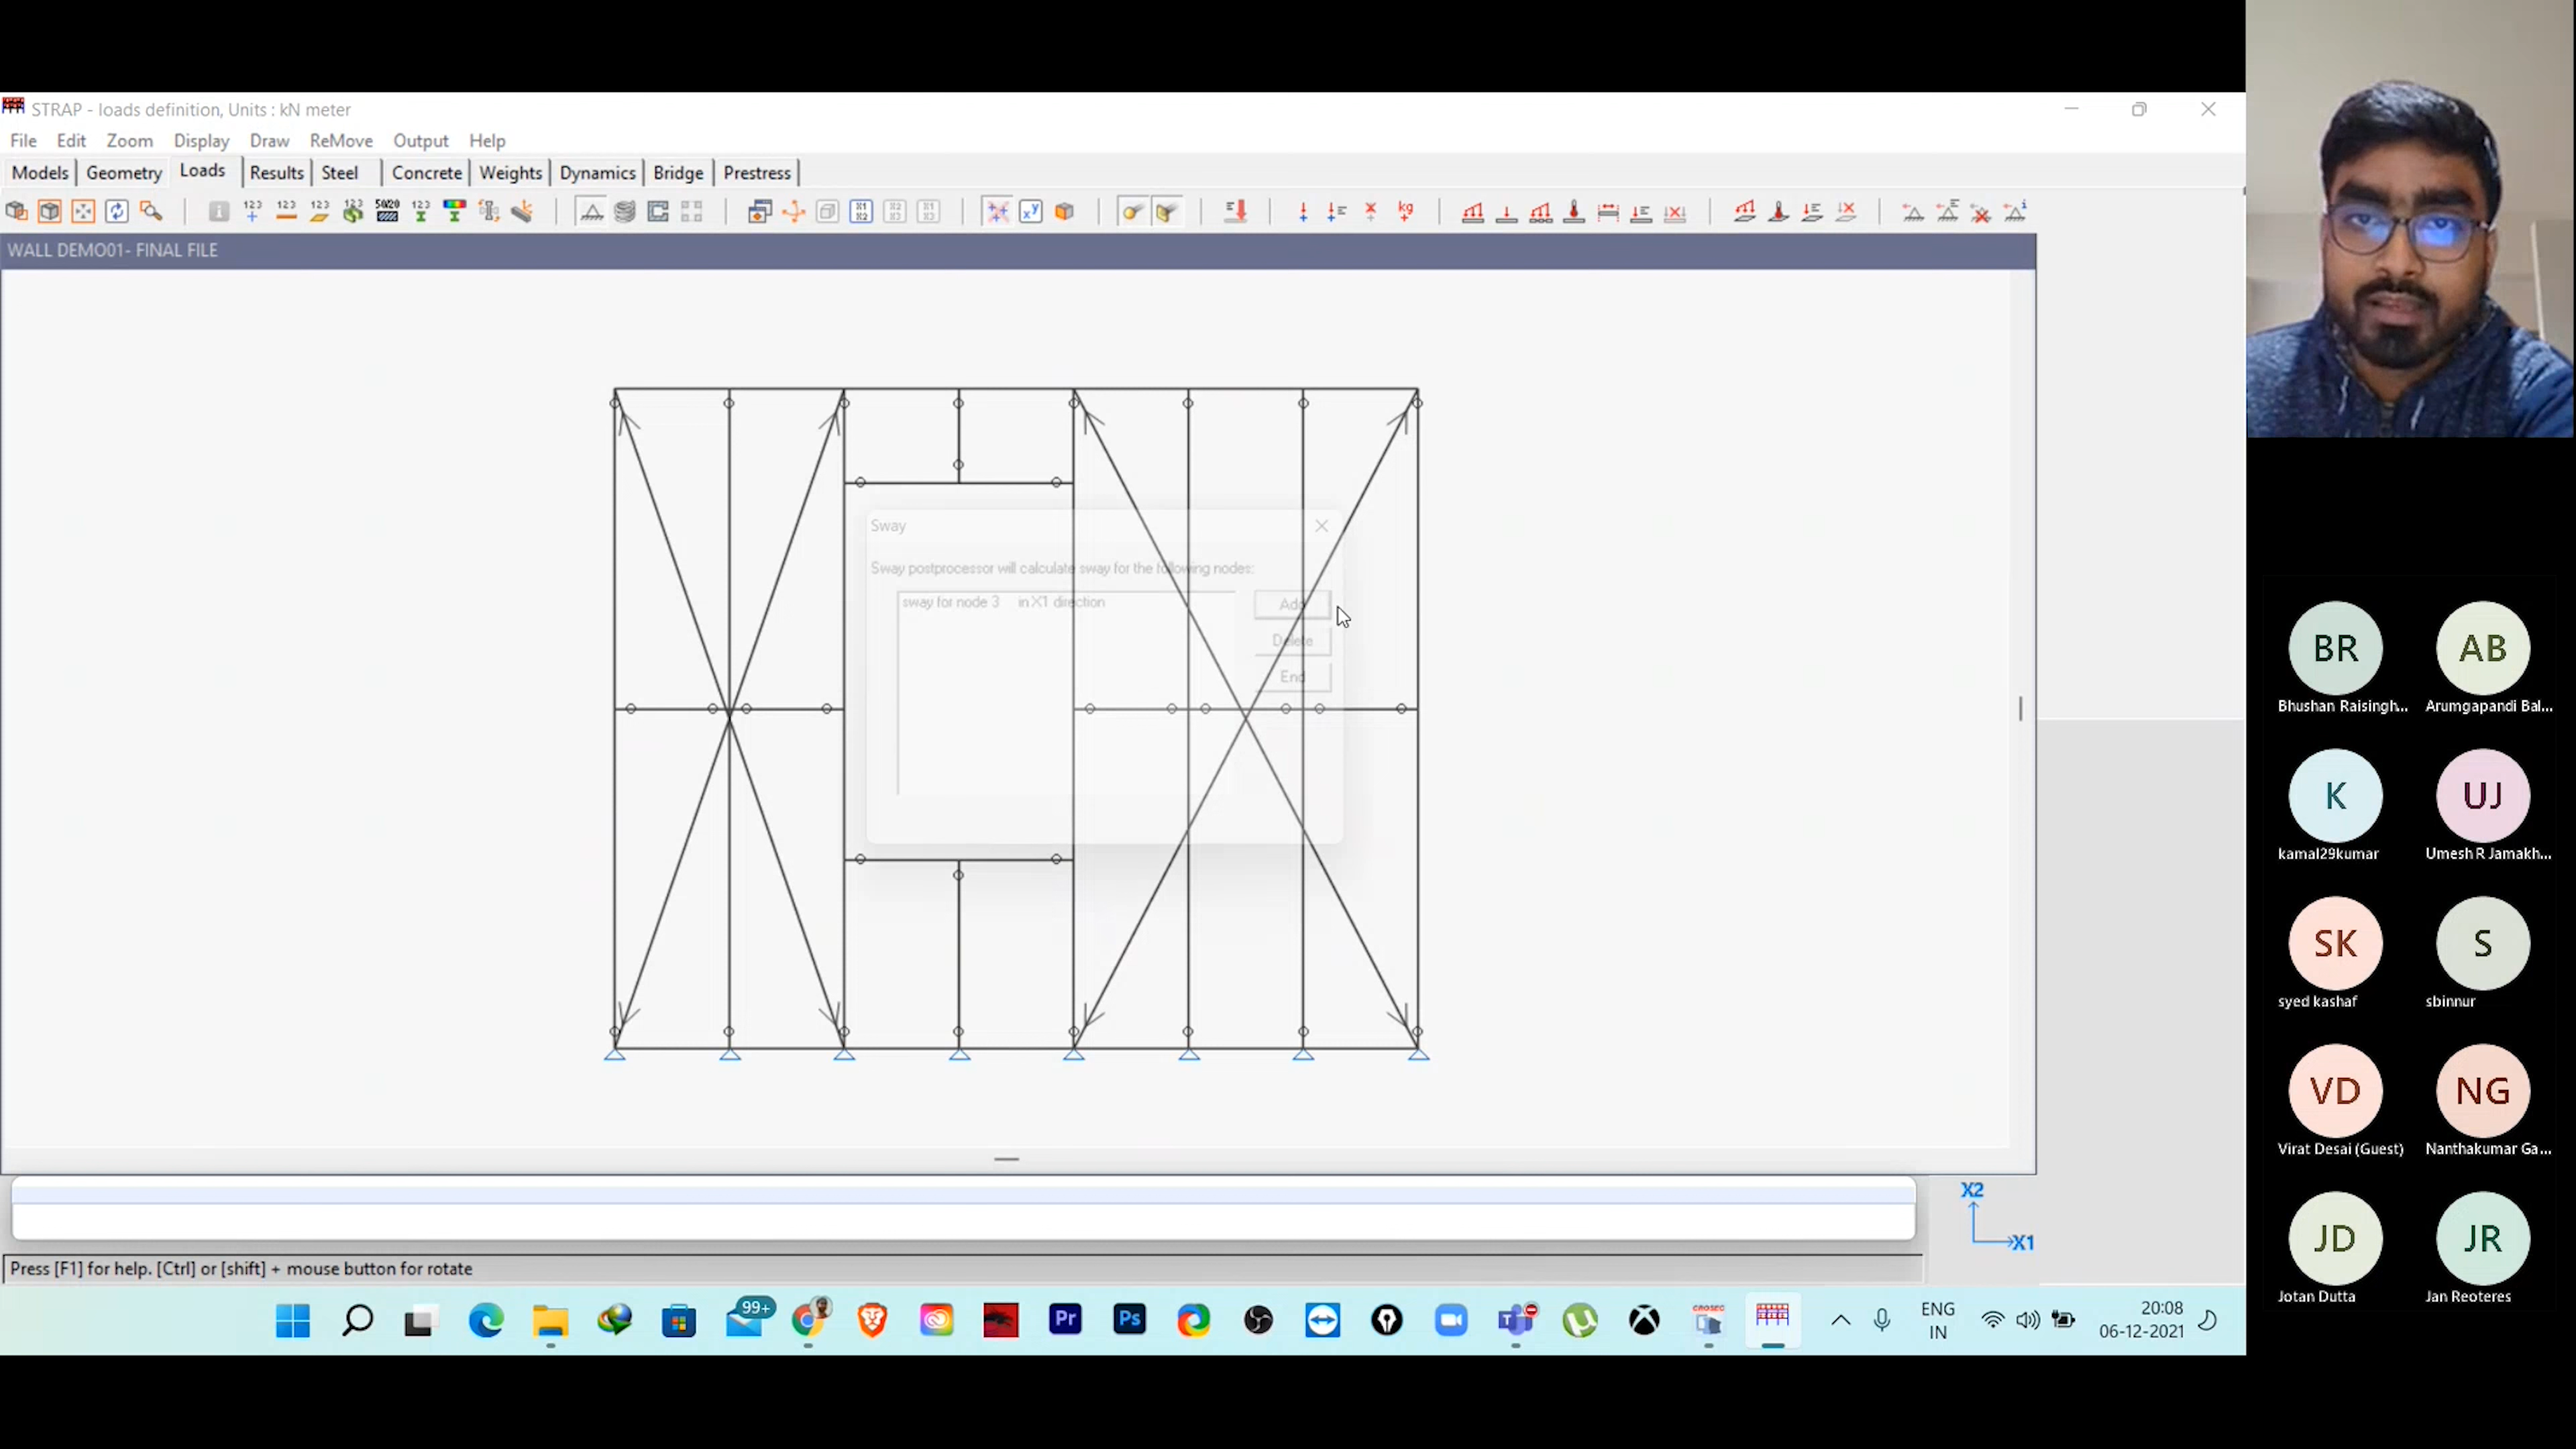 STRAP - loads definition, Units : kN meter
File Edit Zoom Display Draw ReMove Output Help
Models Geometry Loads Results Steel Concrete Weights Dynamics Bridge Prestress
WALL DEMO01- FINAL FILE
Sway
Sway postprocessor will calculate sway for the following nodes:
sway for node 3 in X1 direction
Add
Delete
End
X2
X1
Press [F1] for help. [Ctrl] or [shift] + mouse button for rotate
99+
Pr
Ps
CROSEC
ENG
IN
20:08
06-12-2021
BR
Bhushan Raisingh...
AB
Arumgapandi Bal...
K
kamal29kumar
UJ
Umesh R Jamakh...
SK
syed kashaf
S
sbinnur
VD
Virat Desai (Guest)
NG
Nanthakumar Ga...
JD
Jotan Dutta
JR
Jan Reoteres